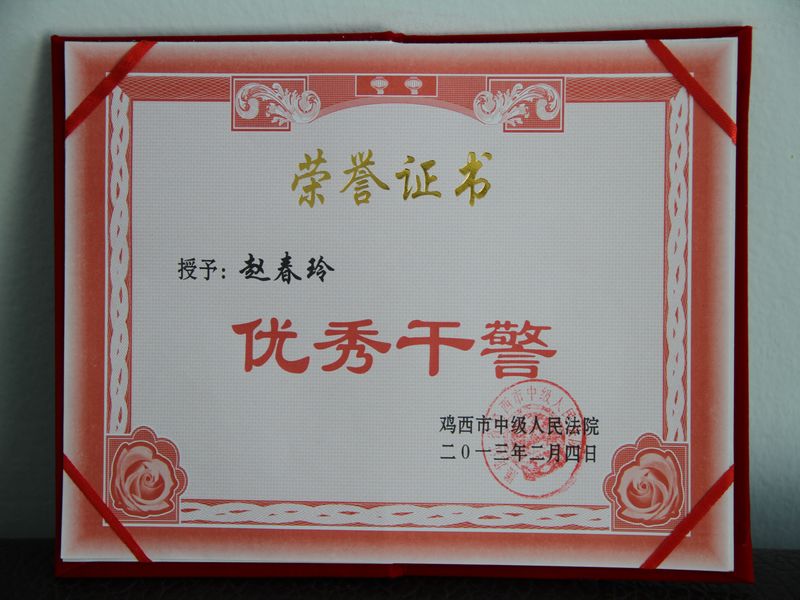 荣誉证书
授予：赵春玲
优秀干警
鸡西市中级人民法院
二0一三年二月四日